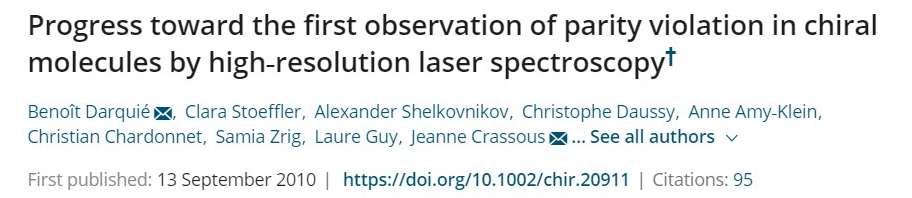 Progress toward the first observation of parity violation in chiral
molecules by high-resolution laser spectroscopy†
Benoît Darquié, Clara Stoeffler, Alexander Shelkovnikov, Christophe Daussy, Anne Amy-Klein,
Christian Chardonnet, Samia Zrig, Laure Guy, Jeanne Crassous ... See all authors
First published: 13 September 2010 | https://doi.org/10.1002/chir.20911 | Citations: 95